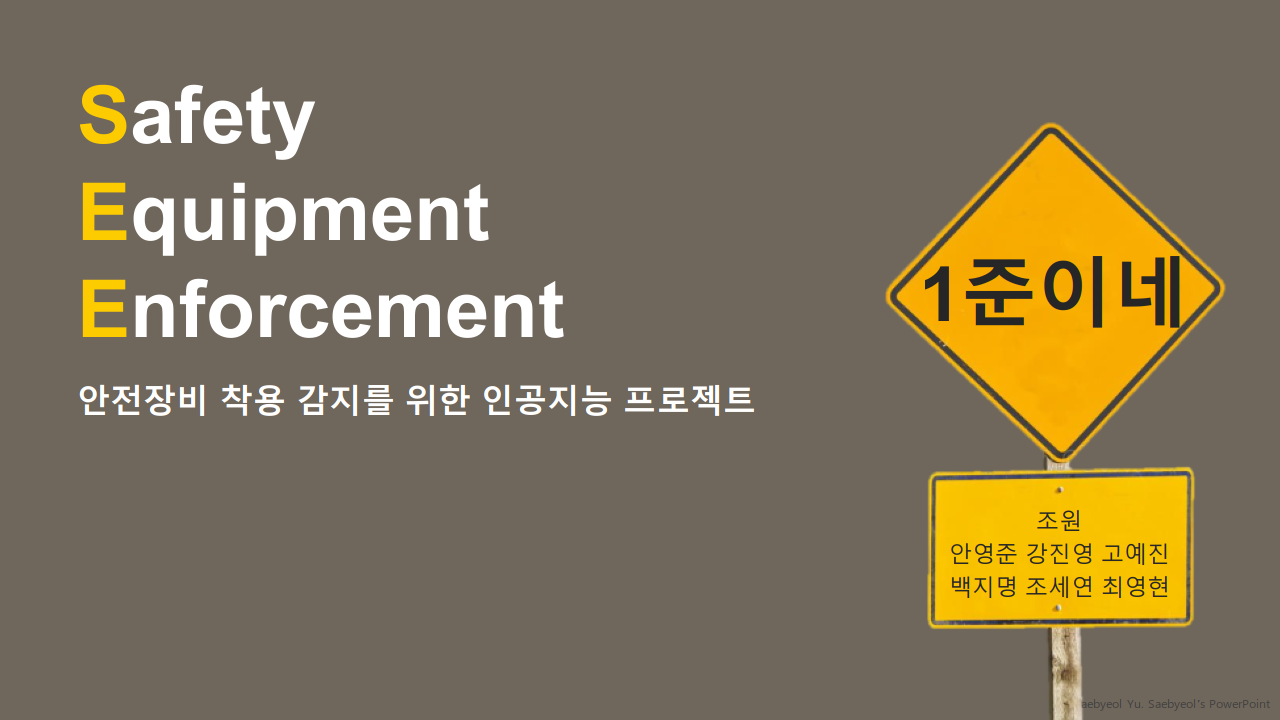 Safety
Equipment
Enforcement
안전장비 착용 감지를 위한 인공지능 프로젝트
1준이네
조원
안영준 강진영 고예진
백지명 조세연 최영현
aebyeol Yu. Saebyeol's PowerPoint